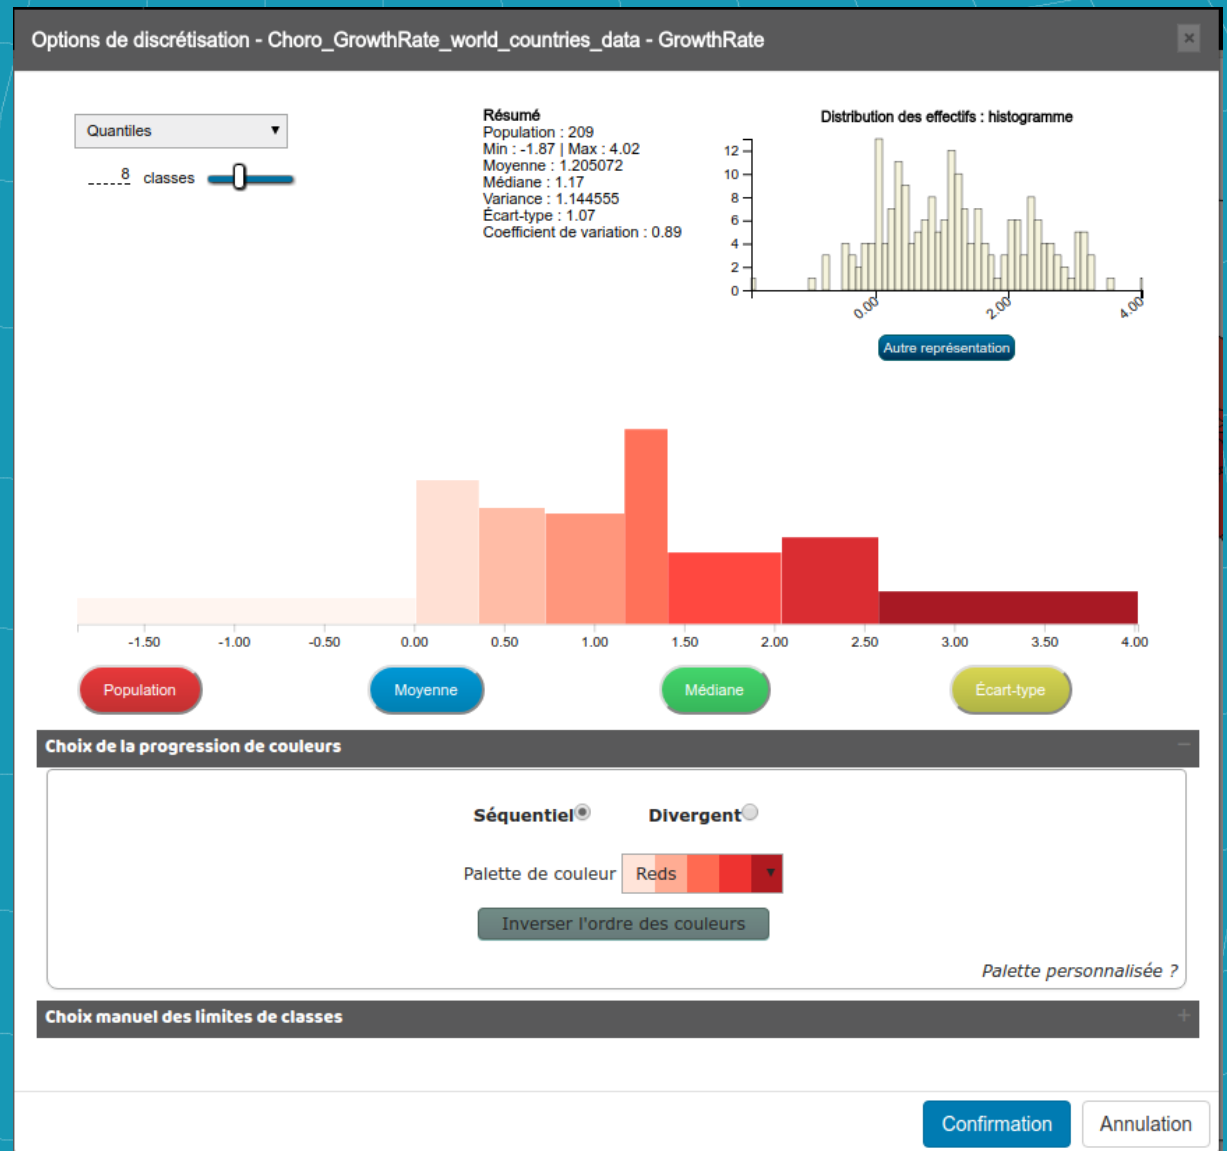 Options de discrétisation - Choro_GrowthRate_world_countries_data - GrowthRate
×
Quantiles
8 classes
Résumé
Population : 209
Min : -1.87 | Max : 4.02
Moyenne : 1.205072
Médiane : 1.17
Variance : 1.144555
Écart-type : 1.07
Coefficient de variation : 0.89
Distribution des effectifs : histogramme
12
10
8
6
4
2
0
0.00 2.00 4.00
Autre représentation
-1.50 -1.00 -0.50 0.00 0.50 1.00 1.50 2.00 2.50 3.00 3.50 4.00
Population Moyenne Médiane Écart-type
Choix de la progression de couleurs −
Séquentiel Divergent
Palette de couleur Reds
Inverser l'ordre des couleurs
Palette personnalisée ?
Choix manuel des limites de classes +
Confirmation Annulation